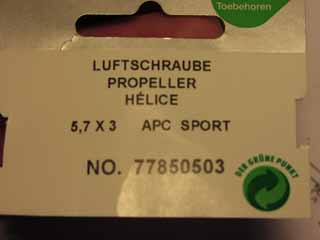 Toebehoren
LUFTSCHRAUBE
PROPELLER
HÉLICE
5,7 X 3 APC SPORT
NO. 77850503
DER GRÜNE PUNKT